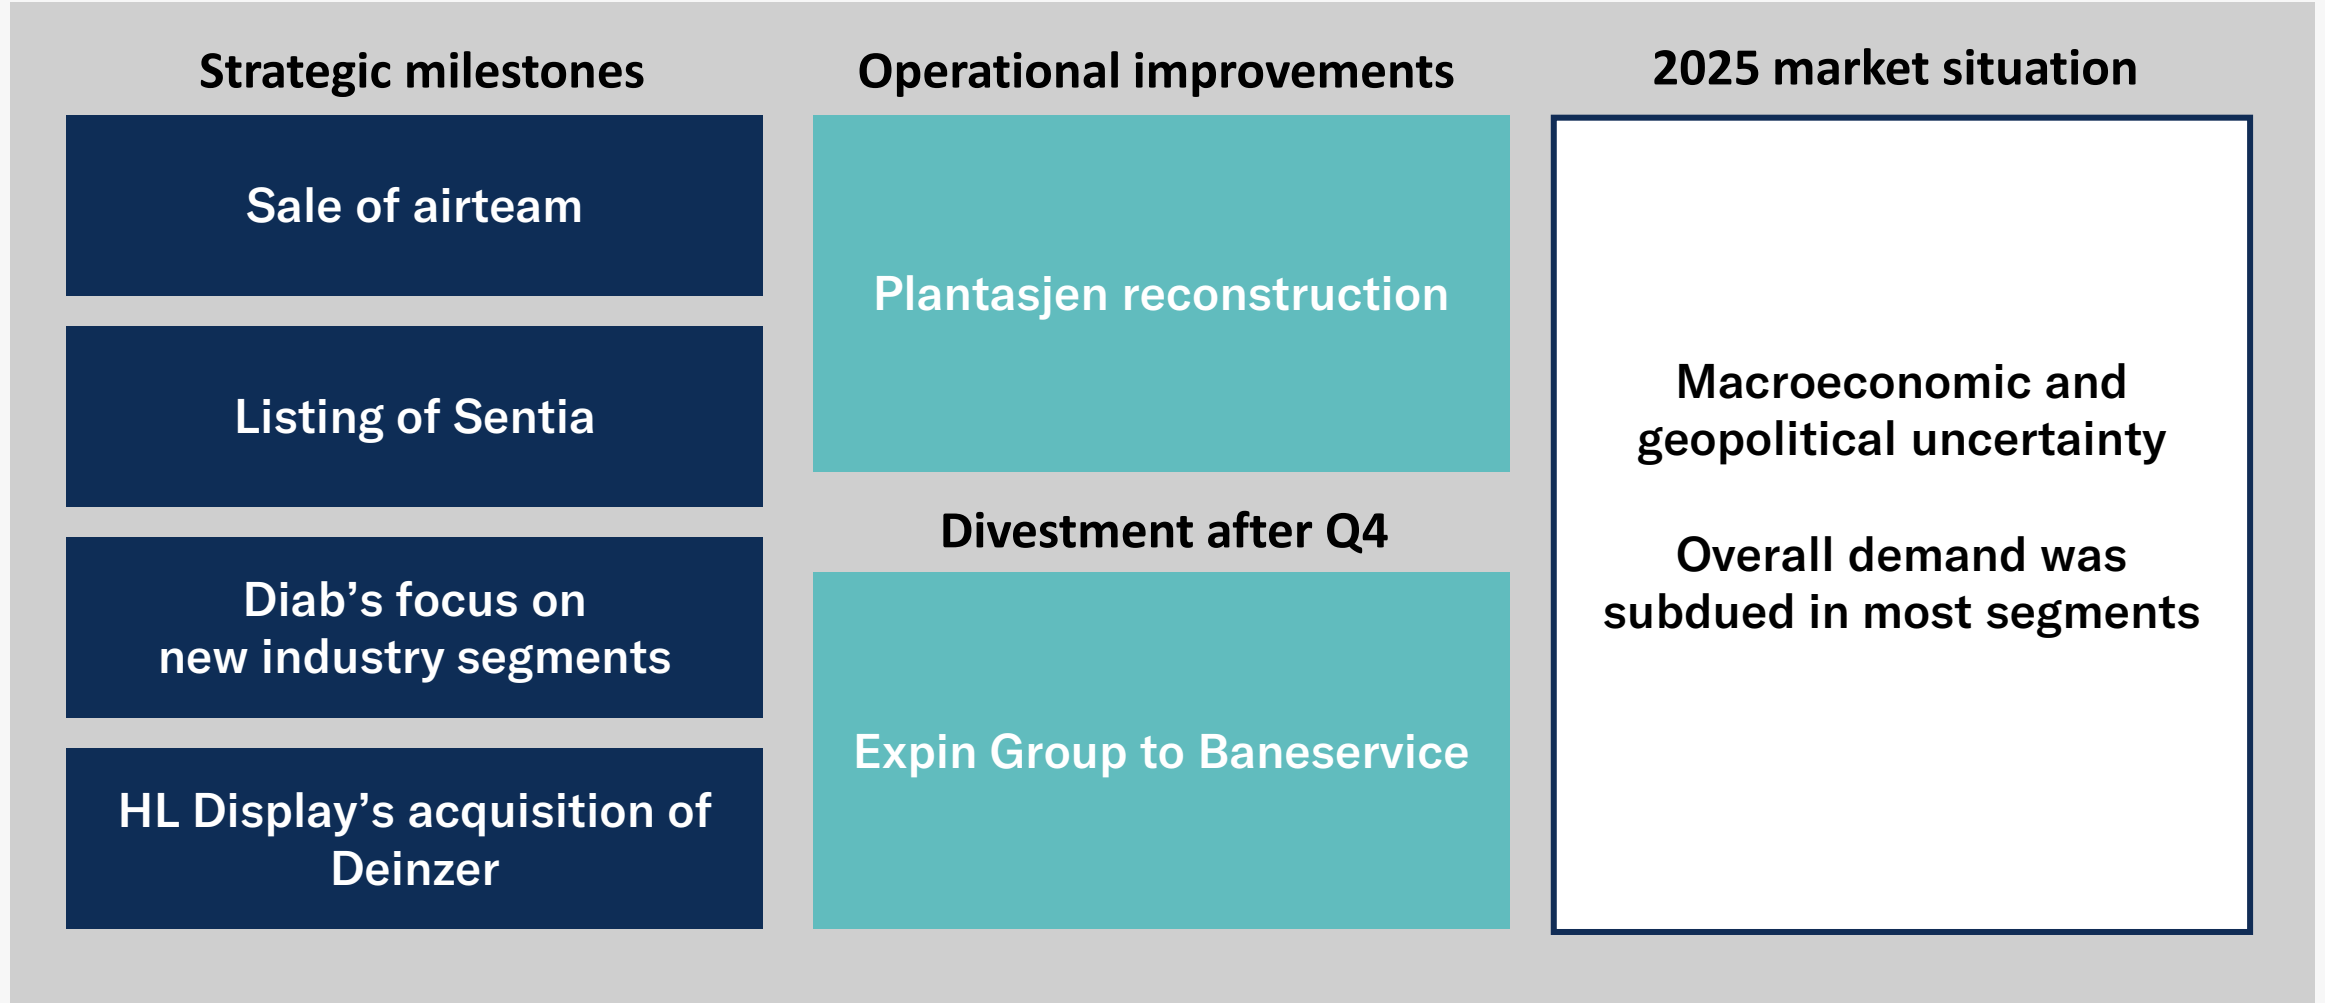 Strategic milestones
Sale of airteam
Listing of Sentia
Diab’s focus on
new industry segments
HL Display’s acquisition of
Deinzer
Operational improvements
Plantasjen reconstruction
Divestment after Q4
Expin Group to Baneservice
2025 market situation
Macroeconomic and
geopolitical uncertainty
Overall demand was
subdued in most segments